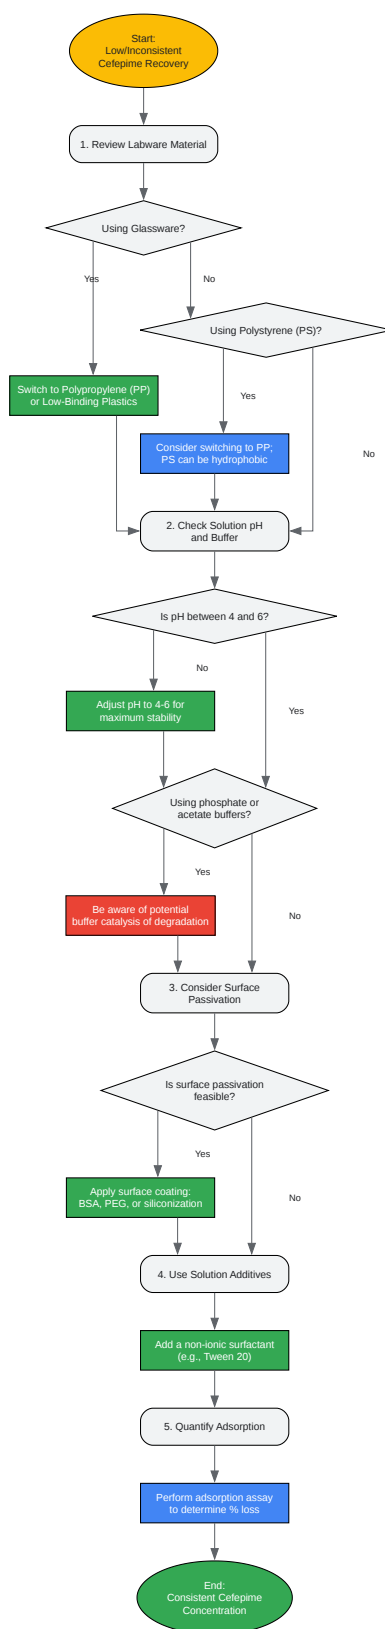 Start:
Low/Inconsistent
Cefepime Recovery
1. Review Labware Material
Using Glassware?
Yes
No
Using Polystyrene (PS)?
Switch to Polypropylene (PP)
or Low-Binding Plastics
Yes
Consider switching to PP;
PS can be hydrophobic
No
2. Check Solution pH
and Buffer
Is pH between 4 and 6?
No
Adjust pH to 4-6 for
maximum stability
Yes
Using phosphate or
acetate buffers?
Yes
Be aware of potential
buffer catalysis of degradation
No
3. Consider Surface
Passivation
Is surface passivation
feasible?
Yes
Apply surface coating:
BSA, PEG, or siliconization
No
4. Use Solution Additives
Add a non-ionic surfactant
(e.g., Tween 20)
5. Quantify Adsorption
Perform adsorption assay
to determine % loss
End:
Consistent Cefepime
Concentration